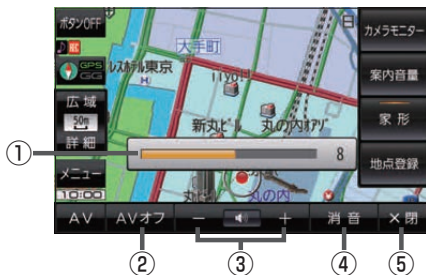 ボタンOFF
大手町
カメラモニター
GPS
GG
東京
案内音量
広域
50m
詳細
新丸ビル
丸の内オアゾ
家形
① 8
メニュー
丸の内
地点登録
10:00
AV AVオフ － ＋ 消音 ×閉
② ③ ④ ⑤